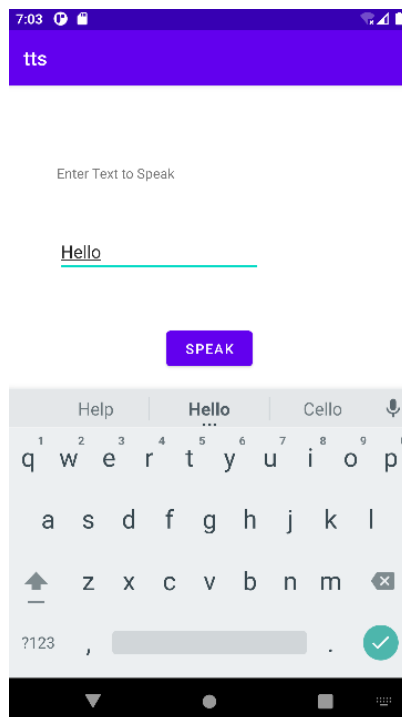 7:03
tts
Enter Text to Speak
Hello
SPEAK
Help Hello Cello
1 2 3 4 5 6 7 8 9
q w e r t y u i o p
a s d f g h j k l
z x c v b n m
?123 , .